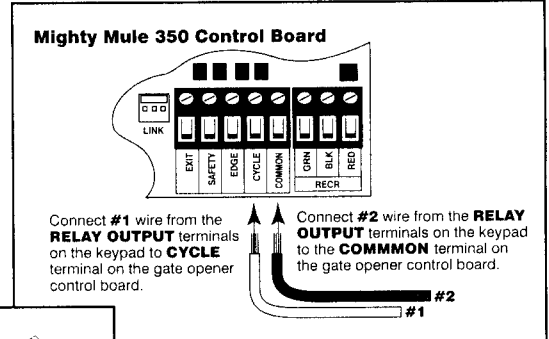 Mighty Mule 350 Control Board
LINK
EXIT
SAFETY
EDGE
CYCLE
COMMON
GRN
BLK
RED
RECR
Connect #1 wire from the
RELAY OUTPUT terminals
on the keypad to CYCLE
terminal on the gate opener
control board.
Connect #2 wire from the RELAY
OUTPUT terminals on the keypad
to the COMMMON terminal on
the gate opener control board.
#2
#1